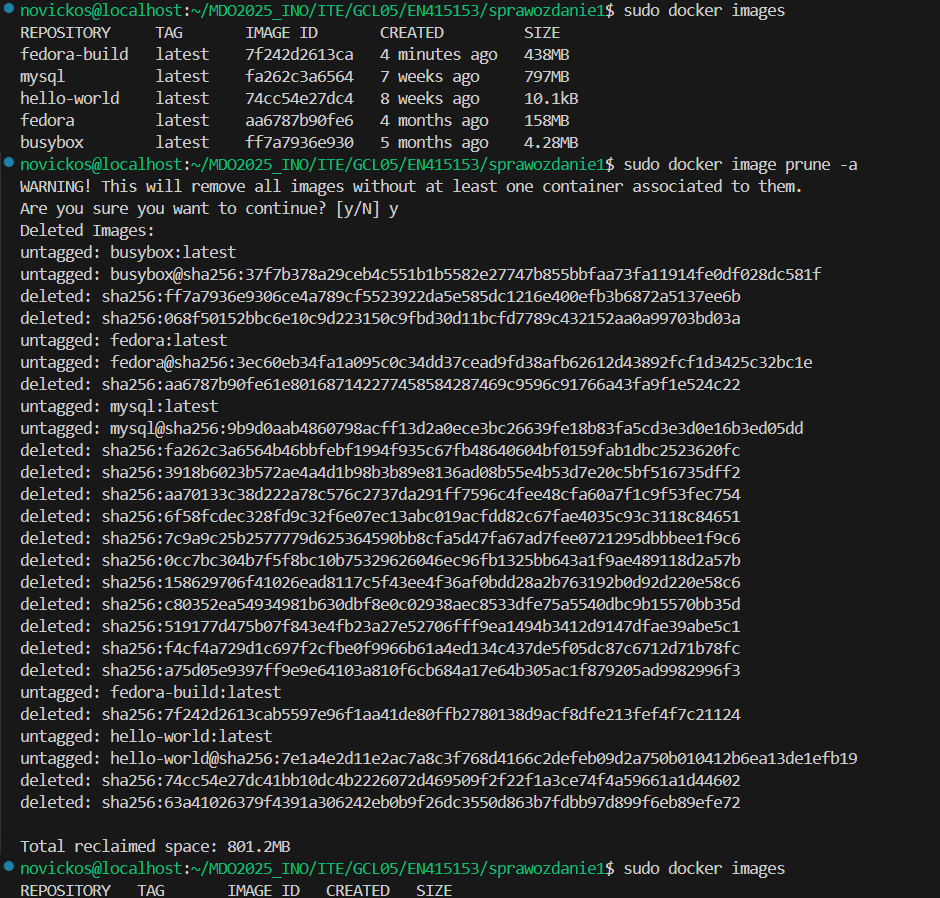 novickos@localhost:~/MDO2025_INO/ITE/GCL05/EN415153/sprawozdanie1$ sudo docker images
REPOSITORY TAG IMAGE ID CREATED SIZE
fedora-build latest 7f242d2613ca 4 minutes ago 438MB
mysql latest fa262c3a6564 7 weeks ago 797MB
hello-world latest 74cc54e27dc4 8 weeks ago 10.1kB
fedora latest aa6787b90fe6 4 months ago 158MB
busybox latest ff7a7936e930 5 months ago 4.28MB
novickos@localhost:~/MDO2025_INO/ITE/GCL05/EN415153/sprawozdanie1$ sudo docker image prune -a
WARNING! This will remove all images without at least one container associated to them.
Are you sure you want to continue? [y/N] y
Deleted Images:
untagged: busybox:latest
untagged: busybox@sha256:37f7b378a29ceb4c551b1b5582e27747b855bbfaa73fa11914fe0df028dc581f
deleted: sha256:ff7a7936e9306ce4a789cf5523922da5e585dc1216e400efb3b6872a5137ee6b
deleted: sha256:068f50152bbc6e10c9d223150c9fbd30d11bcfd7789c432152aa0a99703bd03a
untagged: fedora:latest
untagged: fedora@sha256:3ec60eb34fa1a095c0c34dd37cead9fd38afb62612d43892fcf1d3425c32bc1e
deleted: sha256:aa6787b90fe61e801687142277458584287469c9596c91766a43fa9f1e524c22
untagged: mysql:latest
untagged: mysql@sha256:9b9d0aab4860798acff13d2a0ece3bc26639fe18b83fa5cd3e3d0e16b3ed05dd
deleted: sha256:fa262c3a6564b46bbfebf1994f935c67fb48640604bf0159fab1dbc2523620fc
deleted: sha256:3918b6023b572ae4a4d1b98b3b89e8136ad08b55e4b53d7e20c5bf516735dff2
deleted: sha256:aa70133c38d222a78c576c2737da291ff7596c4fee48cfa60a7f1c9f53fec754
deleted: sha256:6f58fcdec328fd9c32f6e07ec13abc019acfdd82c67fae4035c93c3118c84651
deleted: sha256:7c9a9c25b2577779d625364590bb8cfa5d47fa67ad7fee0721295dbbbee1f9c6
deleted: sha256:0cc7bc304b7f5f8bc10b75329626046ec96fb1325bb643a1f9ae489118d2a57b
deleted: sha256:158629706f41026ead8117c5f43ee4f36af0bdd28a2b763192b0d92d220e58c6
deleted: sha256:c80352ea54934981b630dbf8e0c02938aec8533dfe75a5540dbc9b15570bb35d
deleted: sha256:519177d475b07f843e4fb23a27e52706fff9ea1494b3412d9147dfae39abe5c1
deleted: sha256:f4cf4a729d1c697f2cfbe0f9966b61a4ed134c437de5f05dc87c6712d71b78fc
deleted: sha256:a75d05e9397ff9e9e64103a810f6cb684a17e64b305ac1f879205ad9982996f3
untagged: fedora-build:latest
deleted: sha256:7f242d2613cab5597e96f1aa41de80ffb2780138d9acf8dfe213fef4f7c21124
untagged: hello-world:latest
untagged: hello-world@sha256:7e1a4e2d11e2ac7a8c3f768d4166c2defeb09d2a750b010412b6ea13de1efb19
deleted: sha256:74cc54e27dc41bb10dc4b2226072d469509f2f22f1a3ce74f4a59661a1d44602
deleted: sha256:63a41026379f4391a306242eb0b9f26dc3550d863b7fdbb97d899f6eb89efe72
Total reclaimed space: 801.2MB
novickos@localhost:~/MDO2025_INO/ITE/GCL05/EN415153/sprawozdanie1$ sudo docker images
REPOSITORY TAG IMAGE ID CREATED SIZE